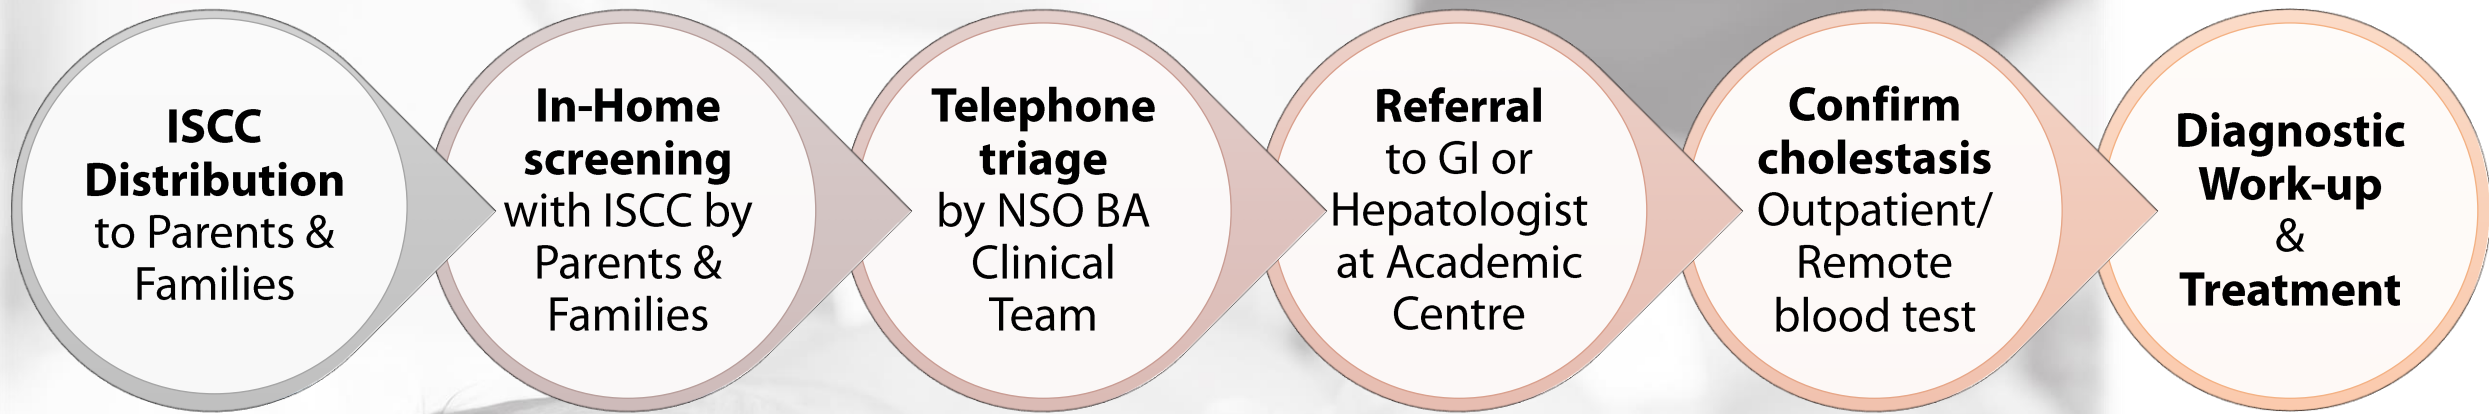 ISCC
Distribution
to Parents &
Families
In-Home
screening
with ISCC by
Parents &
Families
Telephone
triage
by NSO BA
Clinical
Team
Referral
to GI or
Hepatologist
at Academic
Centre
Confirm
cholestasis
Outpatient/
Remote
blood test
Diagnostic
Work-up
&
Treatment